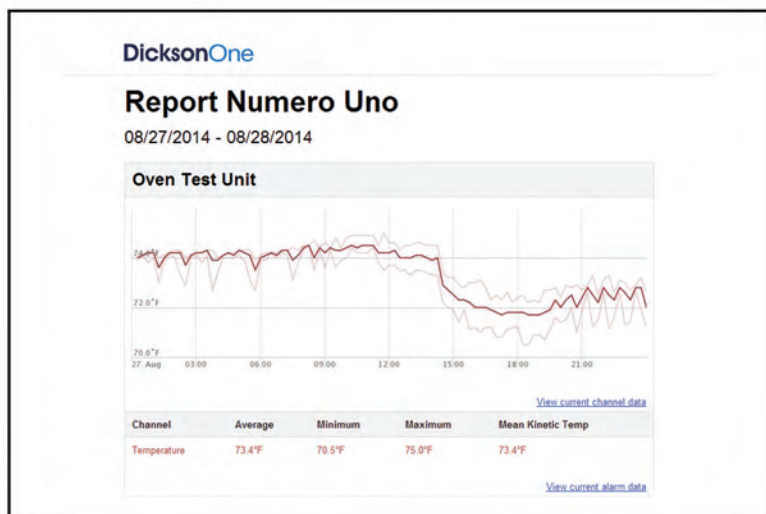 DicksonOne
Report Numero Uno
08/27/2014 - 08/28/2014
Oven Test Unit
74.0°F
72.0°F
70.0°F
27. Aug 03:00 06:00 09:00 12:00 15:00 18:00 21:00
View current channel data
Channel Average Minimum Maximum Mean Kinetic Temp
Temperature 73.4°F 70.5°F 75.0°F 73.4°F
View current alarm data